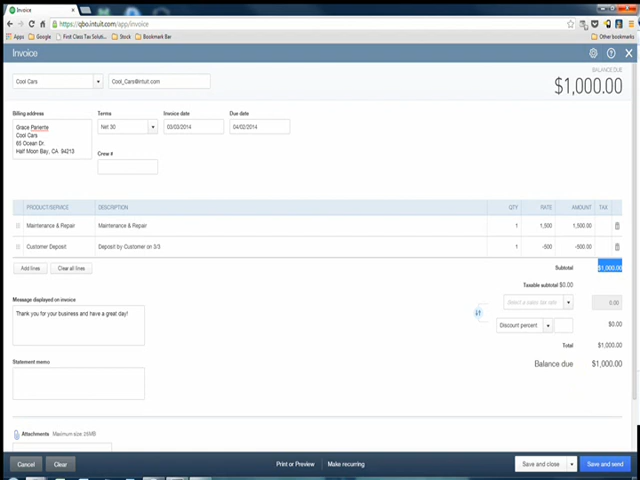 Invoice
https://qbo.intuit.com/app/invoice
Apps Google First Class Tax Solut... Stock Bookmark Bar Other bookmarks
Invoice
BALANCE DUE
Cool Cars Cool_Cars@intuit.com $1,000.00
Billing address Terms Invoice date Due date
Grace Pariente Net 30 03/03/2014 04/02/2014
Cool Cars
65 Ocean Dr.
Half Moon Bay, CA 94213
Crew #
PRODUCT/SERVICE DESCRIPTION QTY RATE AMOUNT TAX
Maintenance & Repair Maintenance & Repair 1 1,500 1,500.00
Customer Deposit Deposit by Customer on 3/3 1 -500 -500.00
Add lines Clear all lines Subtotal $1,000.00
Taxable subtotal $0.00
Message displayed on invoice Select a sales tax rate 0.00
Thank you for your business and have a great day!
Discount percent $0.00
Total $1,000.00
Statement memo Balance due $1,000.00
Attachments Maximum size: 25MB
Cancel Clear Print or Preview Make recurring Save and close Save and send